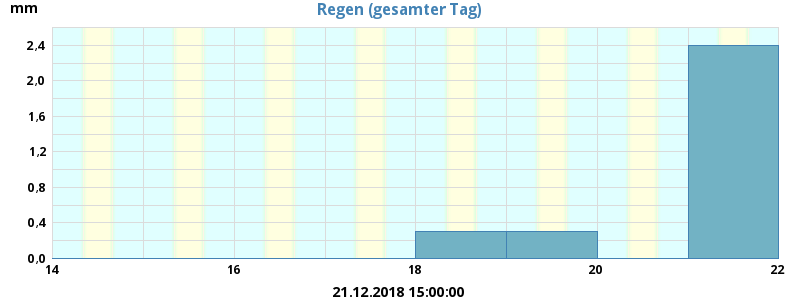 mm
Regen (gesamter Tag)
2,4
2,0
1,6
1,2
0,8
0,4
0,0
14 16 18 20 22
21.12.2018 15:00:00